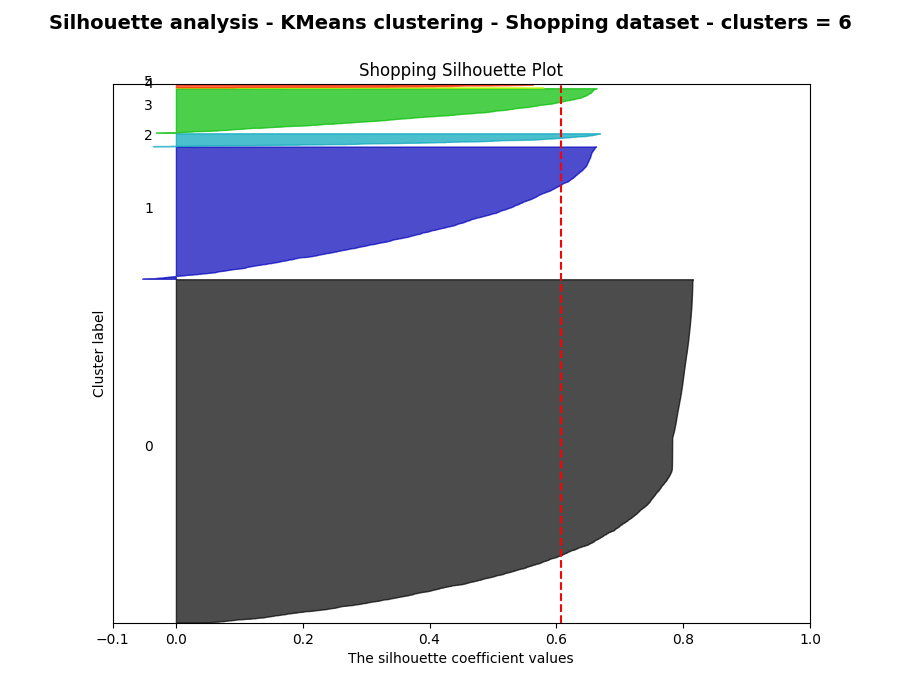 Silhouette analysis - KMeans clustering - Shopping dataset - clusters = 6
Shopping Silhouette Plot
5
4
3
2
1
0
Cluster label
−0.1 0.0 0.2 0.4 0.6 0.8 1.0
The silhouette coefficient values